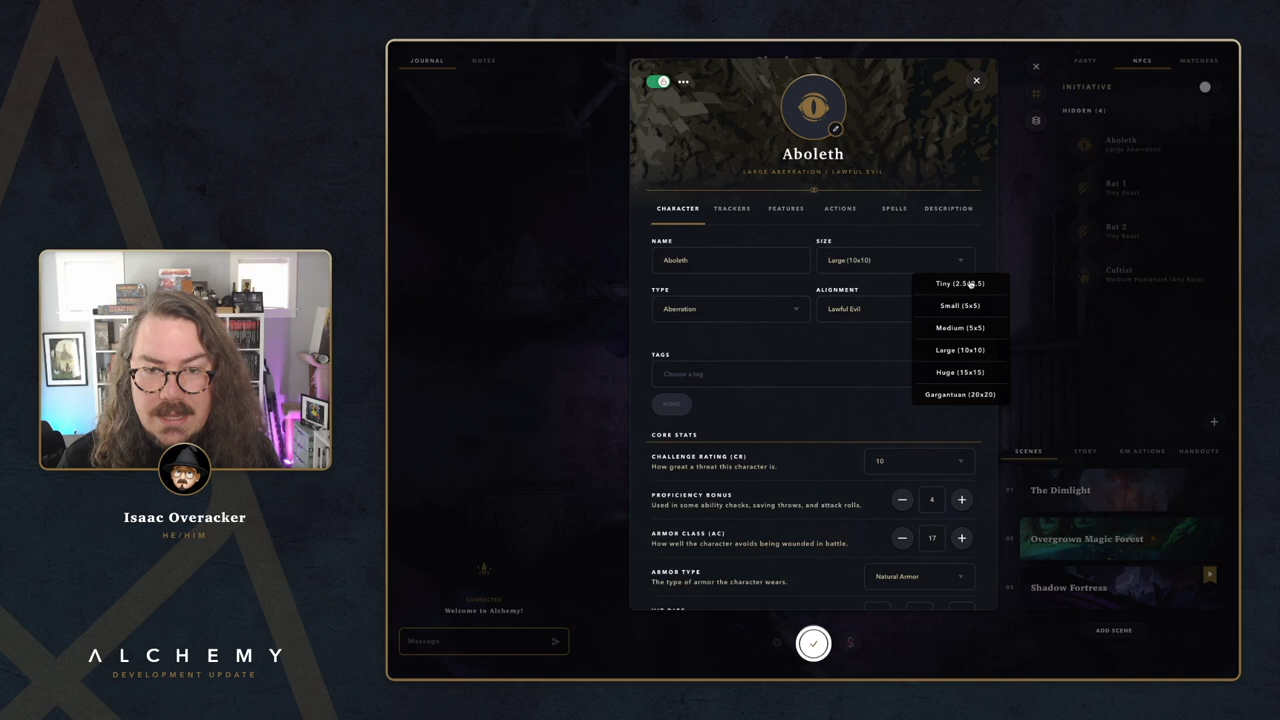 JOURNAL
NOTES
Aboleth
LARGE ABERRATION / LAWFUL EVIL
CHARACTER
TRACKERS
FEATURES
ACTIONS
SPELLS
DESCRIPTION
NAME
SIZE
Aboleth
Large (10x10)
TYPE
ALIGNMENT
Aberration
Lawful Evil
Tiny (2.5x2.5)
Small (5x5)
Medium (5x5)
Large (10x10)
Huge (15x15)
Gargantuan (20x20)
TAGS
Choose a tag
NONE
CORE STATS
CHALLENGE RATING (CR)
How great a threat this character is.
10
PROFICIENCY BONUS
Used in some ability checks, saving throws, and attack rolls.
4
ARMOR CLASS (AC)
How well the character avoids being wounded in battle.
17
ARMOR TYPE
The type of armor the character wears.
Natural Armor
CONNECTED
Welcome to Alchemy!
Message
PARTY
NPCS
WATCHERS
INITIATIVE
HIDDEN (4)
Aboleth
Large Aberration
Bat 1
Tiny Beast
Bat 2
Tiny Beast
Cultist
Medium Humanoid (Any Race)
SCENES
STORY
GM ACTIONS
HANDOUTS
01
The Dimlight
02
Overgrown Magic Forest
03
Shadow Fortress
ADD SCENE
Isaac Overacker
HE/HIM
ALCHEMY
DEVELOPMENT UPDATE